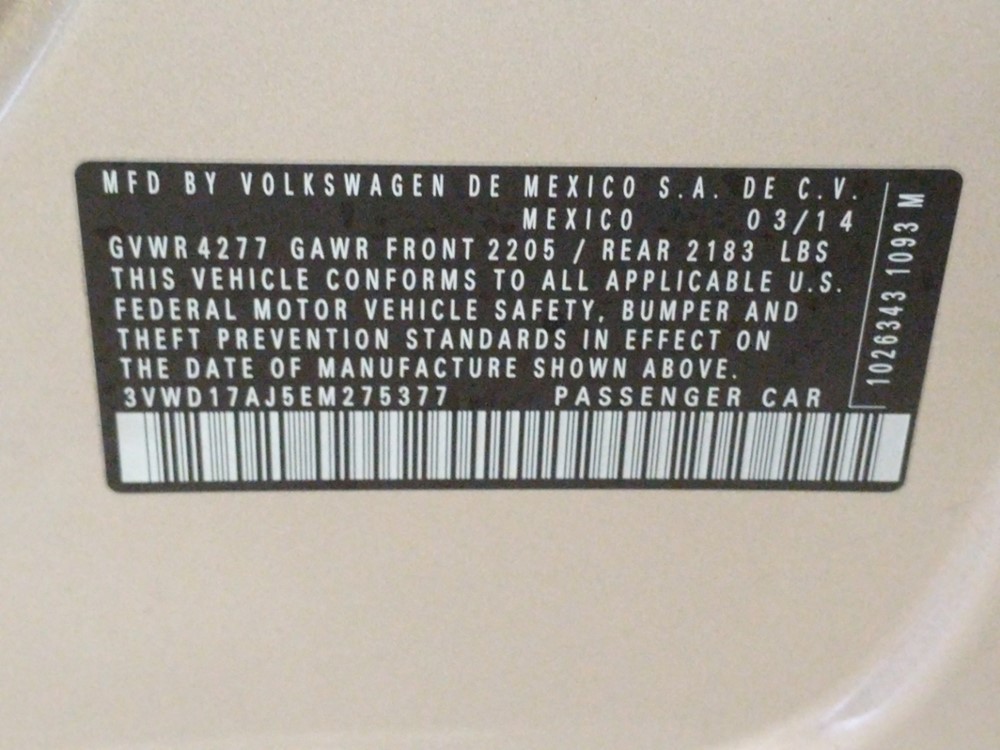 MFD BY VOLKSWAGEN DE MEXICO S.A. DE C.V.
MEXICO 03/14
GVWR 4277 GAWR FRONT 2205 / REAR 2183 LBS
THIS VEHICLE CONFORMS TO ALL APPLICABLE U.S.
FEDERAL MOTOR VEHICLE SAFETY, BUMPER AND
THEFT PREVENTION STANDARDS IN EFFECT ON
THE DATE OF MANUFACTURE SHOWN ABOVE.
3VWD17AJ5EM275377 PASSENGER CAR
1026343 1093 M